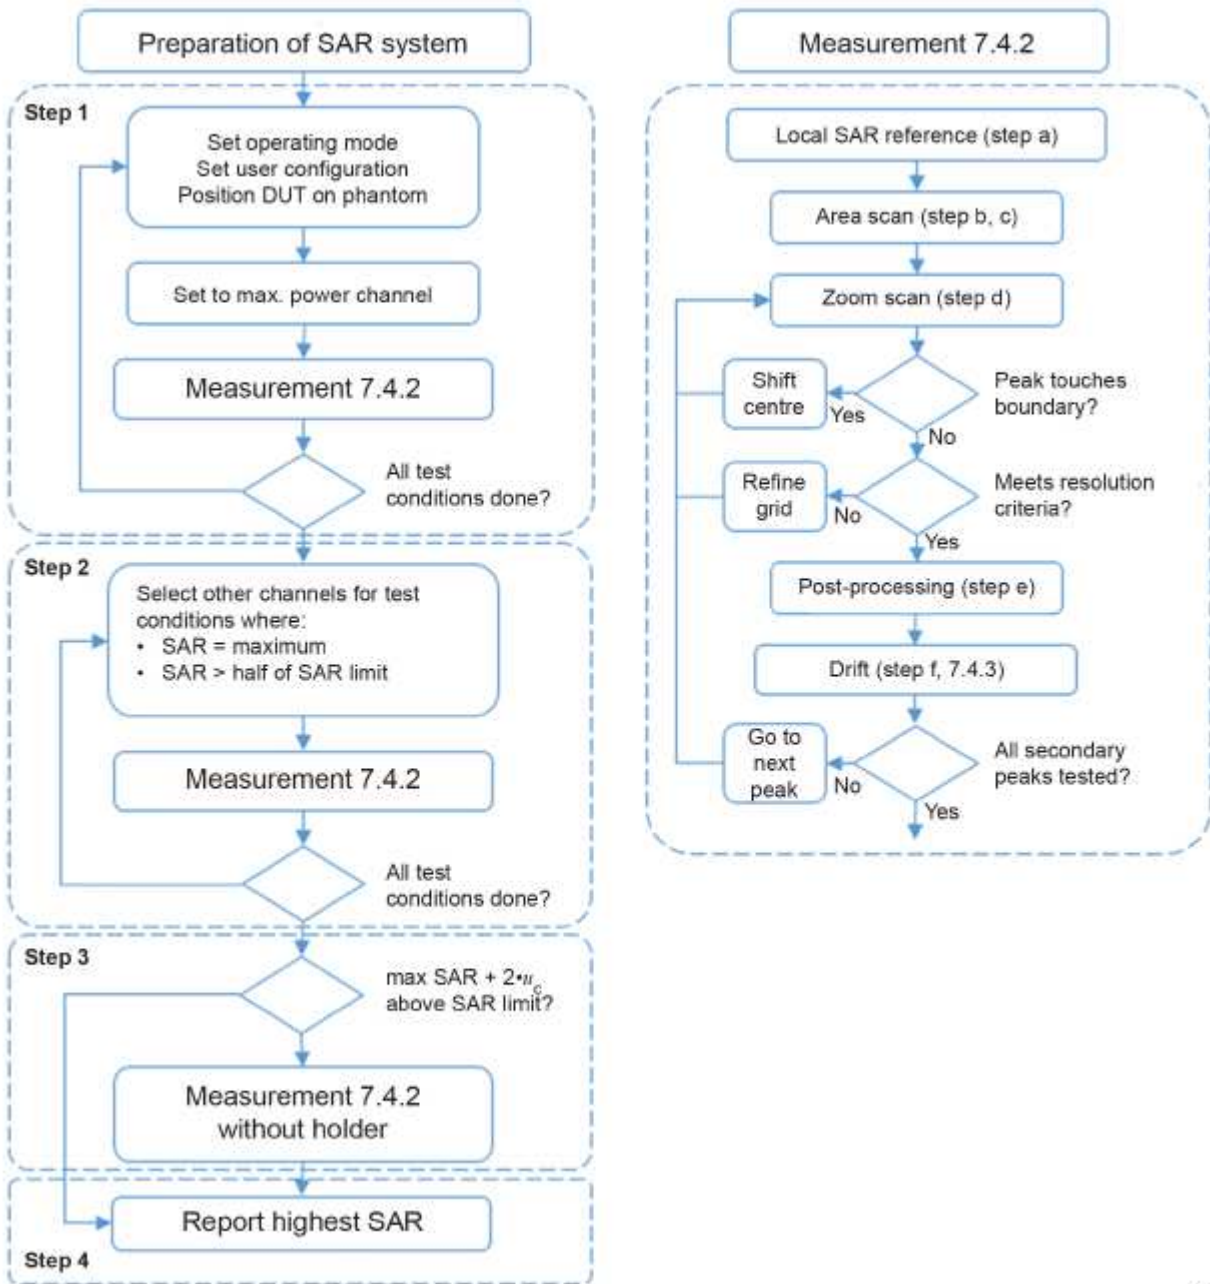 Preparation of SAR system
Step 1
Set operating mode
Set user configuration
Position DUT on phantom
Set to max. power channel
Measurement 7.4.2
All test
conditions done?
Step 2
Select other channels for test
conditions where:
• SAR = maximum
• SAR > half of SAR limit
Measurement 7.4.2
All test
conditions done?
Step 3
max SAR + 2•u_c
above SAR limit?
Measurement 7.4.2
without holder
Report highest SAR
Step 4
Measurement 7.4.2
Local SAR reference (step a)
Area scan (step b, c)
Zoom scan (step d)
Shift
centre
Yes
Peak touches
boundary?
No
Refine
grid
No
Meets resolution
criteria?
Yes
Post-processing (step e)
Drift (step f, 7.4.3)
Go to
next
peak
No
All secondary
peaks tested?
Yes